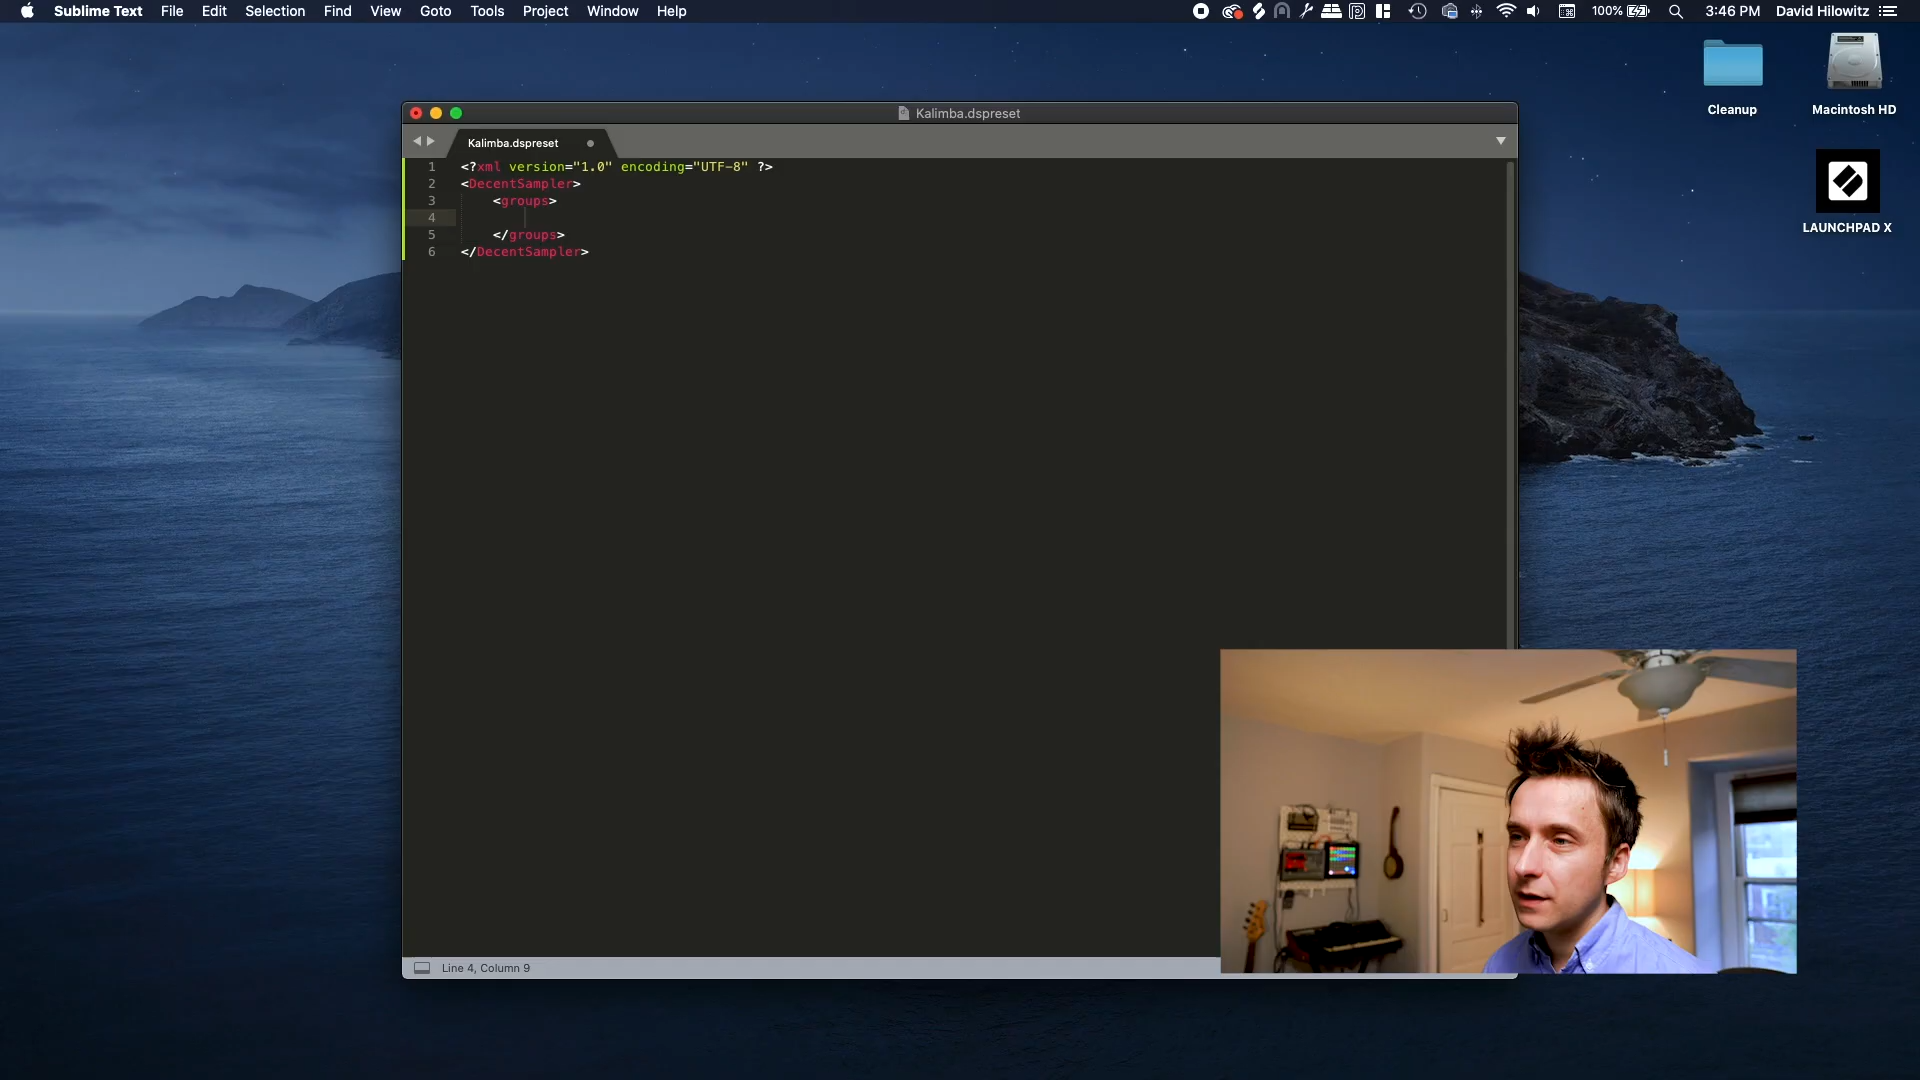 Sublime Text File Edit Selection Find View Goto Tools Project Window Help 100% 3:46 PM David Hilowitz
Cleanup
Macintosh HD
LAUNCHPAD X
Kalimba.dspreset
Kalimba.dspreset
1 <?xml version="1.0" encoding="UTF-8" ?>
2 <DecentSampler>
3 <groups>
4
5 </groups>
6 </DecentSampler>
Line 4, Column 9